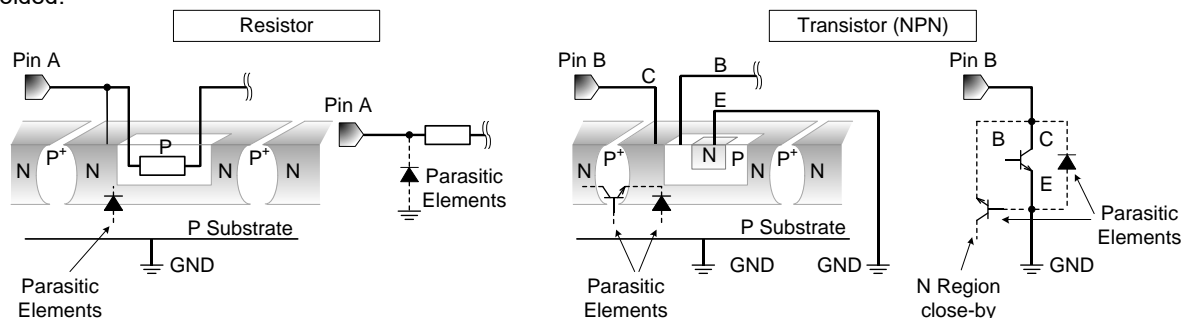 Resistor
Pin A
N
P+
N
P
N
P+
N
P Substrate
GND
Parasitic
Elements
Pin A
Parasitic
Elements
Transistor (NPN)
Pin B
C
B
E
N
P+
N
N
P
P+
N
N
P Substrate
GND
GND
Parasitic
Elements
Pin B
B
C
E
Parasitic
Elements
GND
N Region
close-by